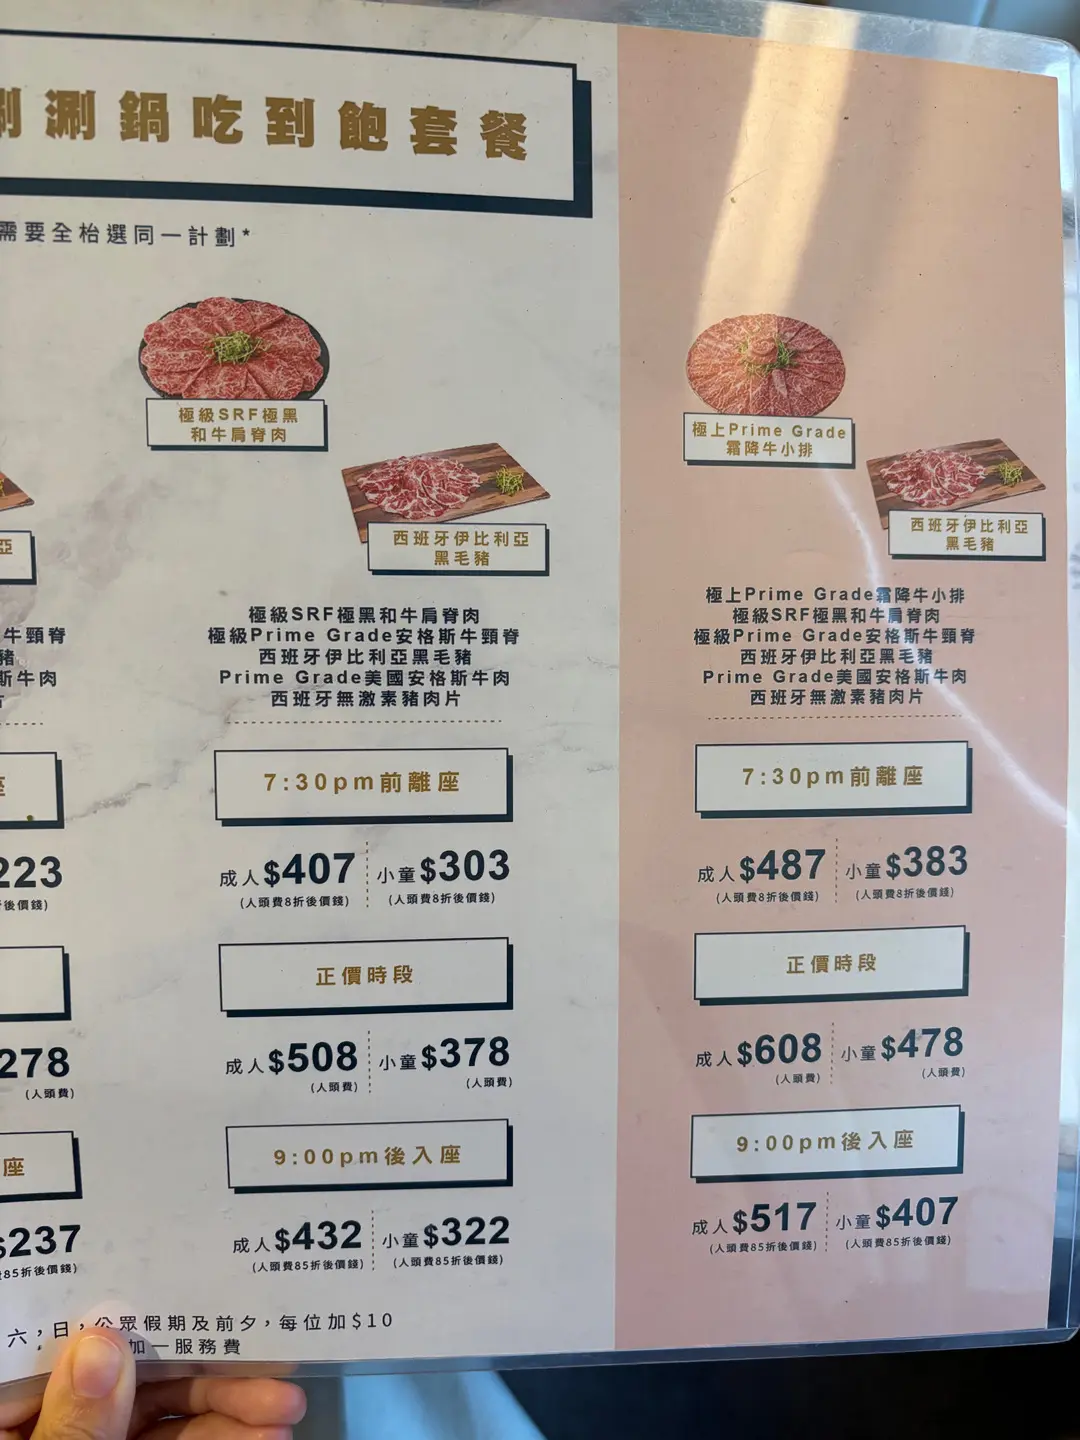 涮涮鍋吃到飽套餐
需要全枱選同一計劃*
極級SRF極黑
和牛肩脊肉
西班牙伊比利亞
黑毛豬
極上Prime Grade
霜降牛小排
西班牙伊比利亞
黑毛豬
亞
牛頸脊
豬
斯牛肉
片
極級SRF極黑和牛肩脊肉
極級Prime Grade安格斯牛頸脊
西班牙伊比利亞黑毛豬
Prime Grade美國安格斯牛肉
西班牙無激素豬肉片
極上Prime Grade霜降牛小排
極級SRF極黑和牛肩脊肉
極級Prime Grade安格斯牛頸脊
西班牙伊比利亞黑毛豬
Prime Grade美國安格斯牛肉
西班牙無激素豬肉片
座
223
折後價錢)
278
(人頭費)
座
$237
費85折後價錢)
7:30pm前離座
成人$407 小童$303
(人頭費8折後價錢) (人頭費8折後價錢)
正價時段
成人$508 小童$378
(人頭費) (人頭費)
9:00pm後入座
成人$432 小童$322
(人頭費85折後價錢) (人頭費85折後價錢)
7:30pm前離座
成人$487 小童$383
(人頭費8折後價錢) (人頭費8折後價錢)
正價時段
成人$608 小童$478
(人頭費) (人頭費)
9:00pm後入座
成人$517 小童$407
(人頭費85折後價錢) (人頭費85折後價錢)
六，日，公眾假期及前夕，每位加$10
加一服務費